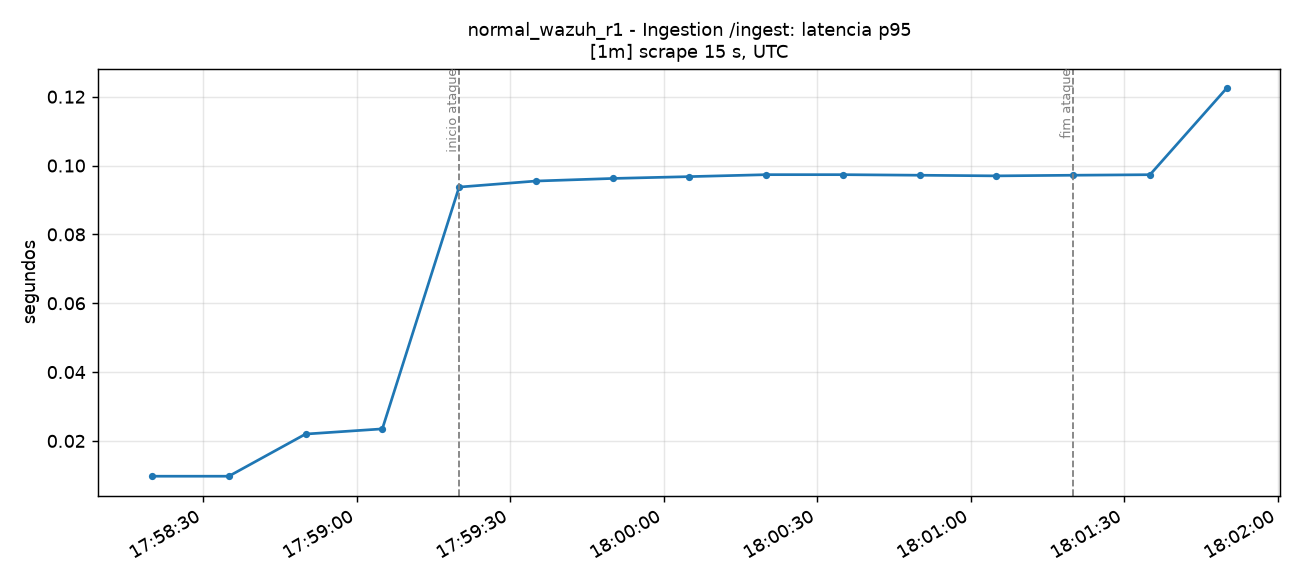 normal_wazuh_r1 - Ingestion /ingest: latencia p95
[1m] scrape 15 s, UTC
segundos
0.12
0.10
0.08
0.06
0.04
0.02
inicio ataque
fim ataque
17:58:30
17:59:00
17:59:30
18:00:00
18:00:30
18:01:00
18:01:30
18:02:00